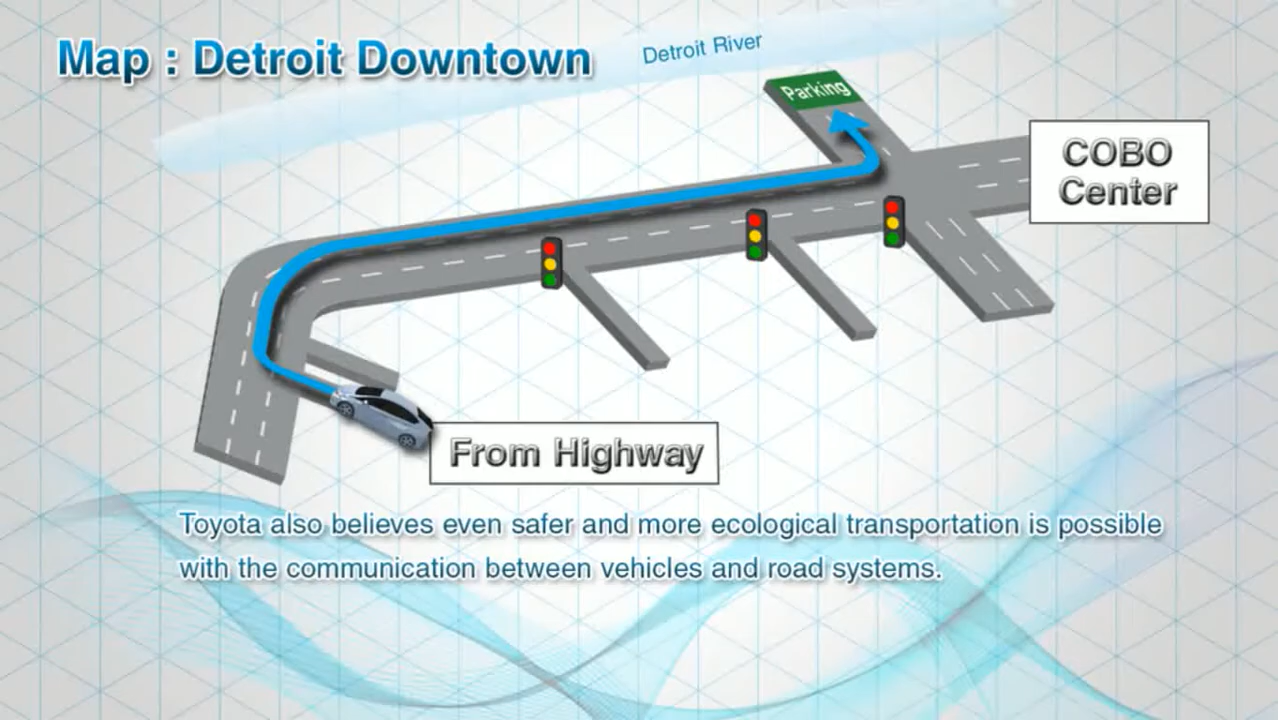 Map : Detroit Downtown
Detroit River
Parking
COBO
Center
From Highway
Toyota also believes even safer and more ecological transportation is possible
with the communication between vehicles and road systems.